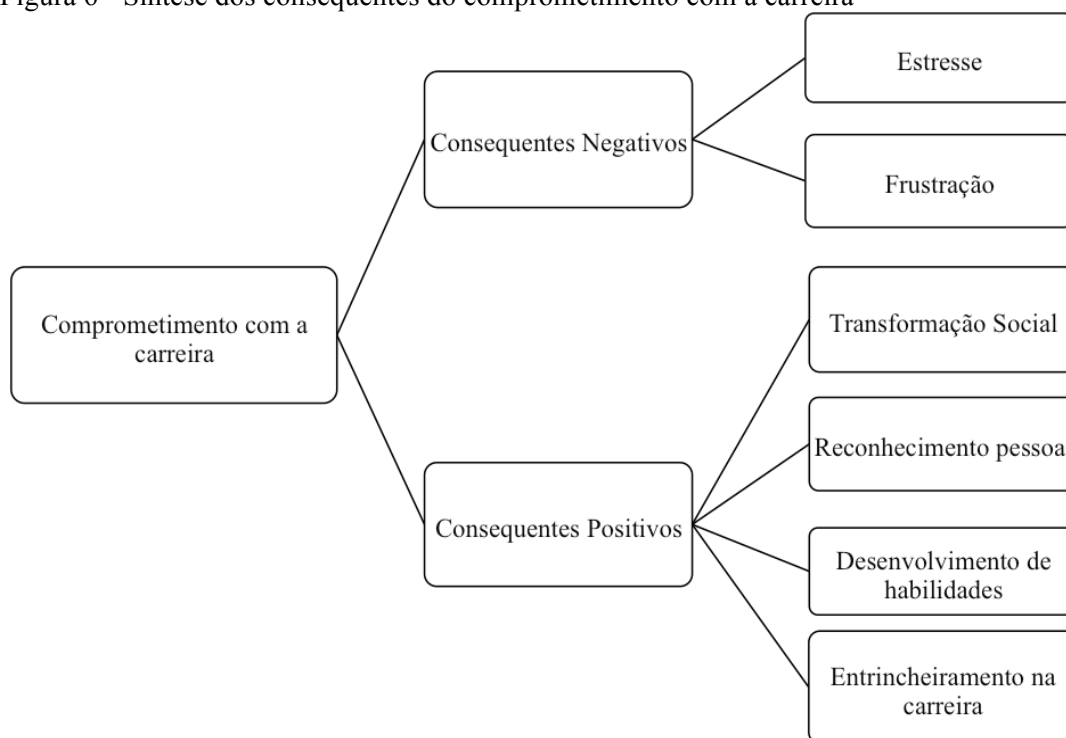 Figura 6 - Síntese dos consequentes do comprometimento com a carreira
Estresse
Consequentes Negativos
Frustração
Comprometimento com a
carreira
Transformação Social
Reconhecimento pessoa
Consequentes Positivos
Desenvolvimento de
habilidades
Entrincheiramento na
carreira